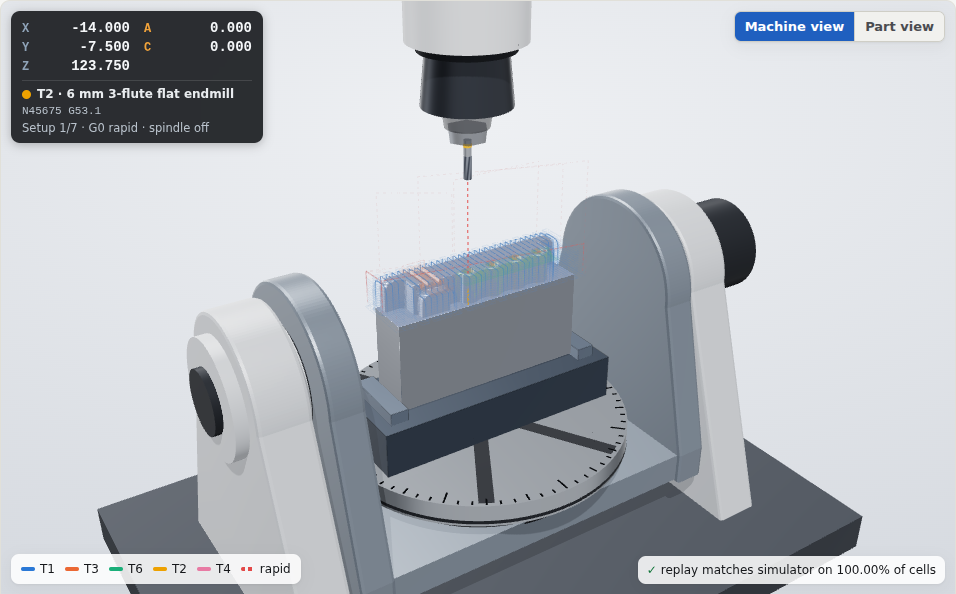 X -14.000 A 0.000
Y -7.500 C 0.000
Z 123.750
T2 · 6 mm 3-flute flat endmill
N45675 G53.1
Setup 1/7 · G0 rapid · spindle off
Machine view Part view
T1 T3 T6 T2 T4 rapid
✓ replay matches simulator on 100.00% of cells